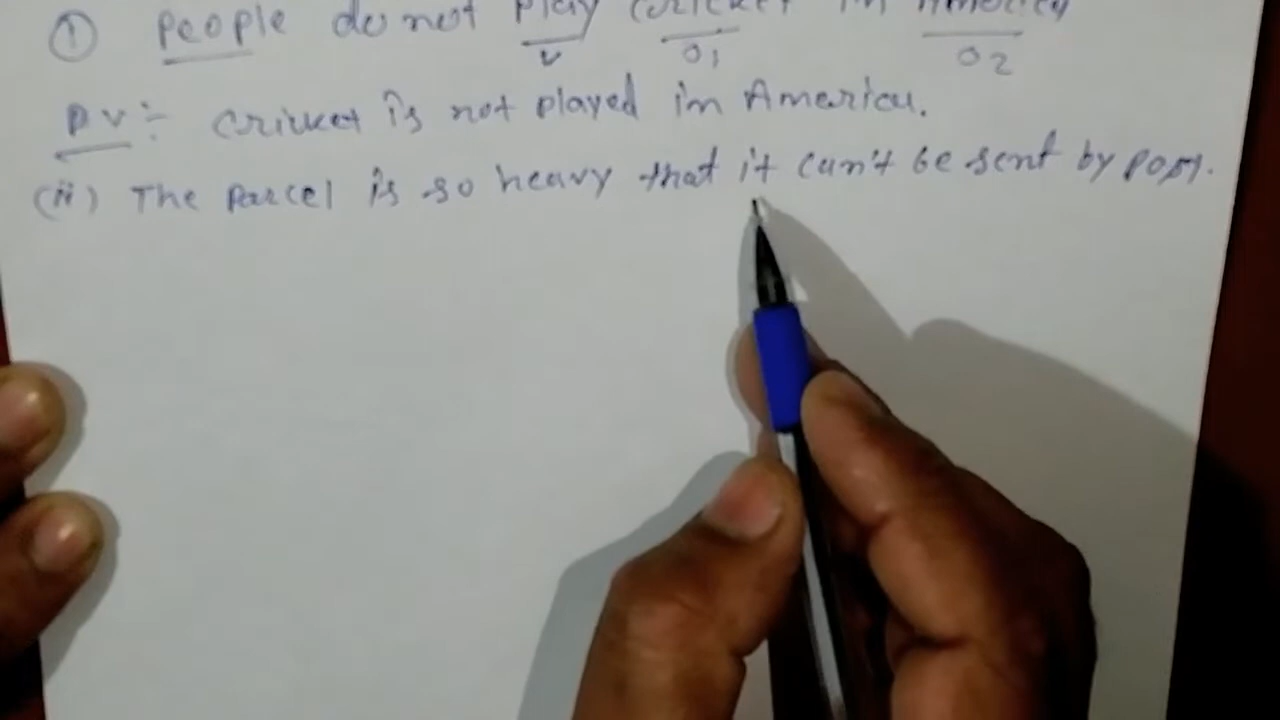 ① People do not play cricket in America
V O1 O2
PV÷ cricket is not played in America.
(ii) The Parcel is so heavy that it can't be sent by post.